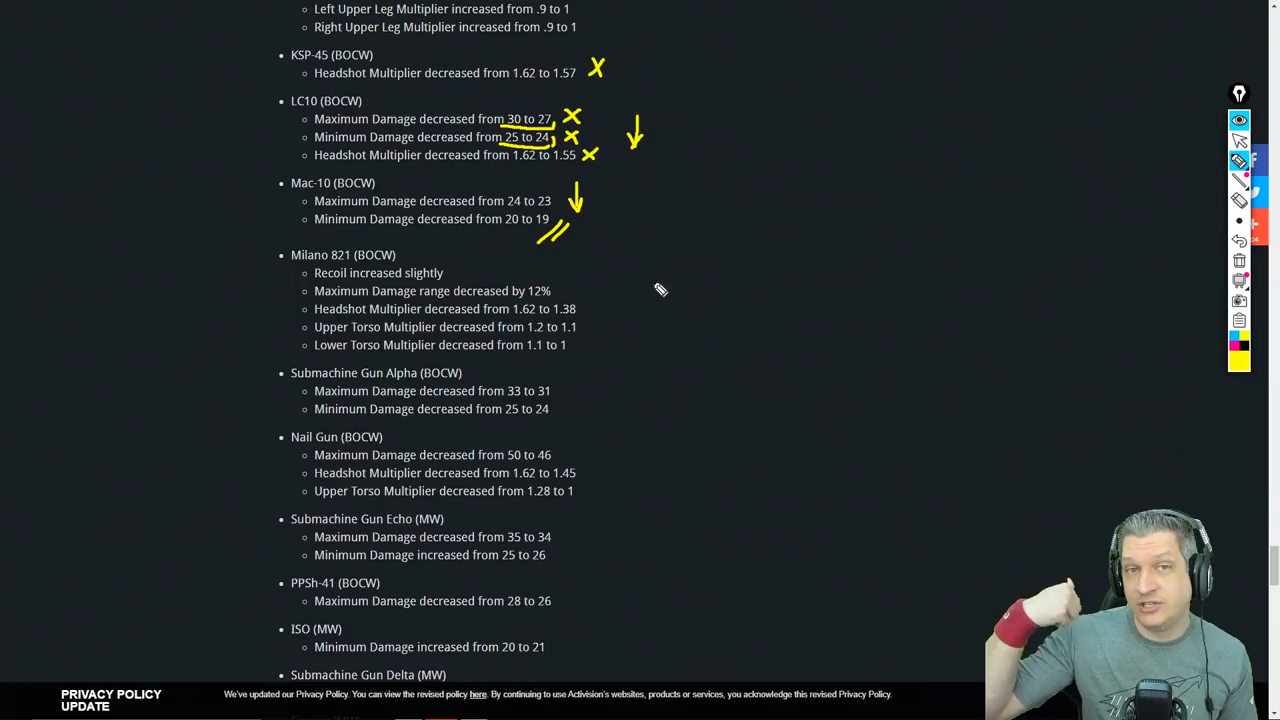 Left Upper Leg Multiplier increased from .9 to 1
Right Upper Leg Multiplier increased from .9 to 1
KSP-45 (BOCW)
Headshot Multiplier decreased from 1.62 to 1.57
LC10 (BOCW)
Maximum Damage decreased from 30 to 27
Minimum Damage decreased from 25 to 24
Headshot Multiplier decreased from 1.62 to 1.55
Mac-10 (BOCW)
Maximum Damage decreased from 24 to 23
Minimum Damage decreased from 20 to 19
Milano 821 (BOCW)
Recoil increased slightly
Maximum Damage range decreased by 12%
Headshot Multiplier decreased from 1.62 to 1.38
Upper Torso Multiplier decreased from 1.2 to 1.1
Lower Torso Multiplier decreased from 1.1 to 1
Submachine Gun Alpha (BOCW)
Maximum Damage decreased from 33 to 31
Minimum Damage decreased from 25 to 24
Nail Gun (BOCW)
Maximum Damage decreased from 50 to 46
Headshot Multiplier decreased from 1.62 to 1.45
Upper Torso Multiplier decreased from 1.28 to 1
Submachine Gun Echo (MW)
Maximum Damage decreased from 35 to 34
Minimum Damage increased from 25 to 26
PPSh-41 (BOCW)
Maximum Damage decreased from 28 to 26
ISO (MW)
Minimum Damage increased from 20 to 21
Submachine Gun Delta (MW)
PRIVACY POLICY
UPDATE
We've updated our Privacy Policy. You can view the revised policy here. By continuing to use Activision's websites, products or services, you acknowledge this revised Privacy Policy.